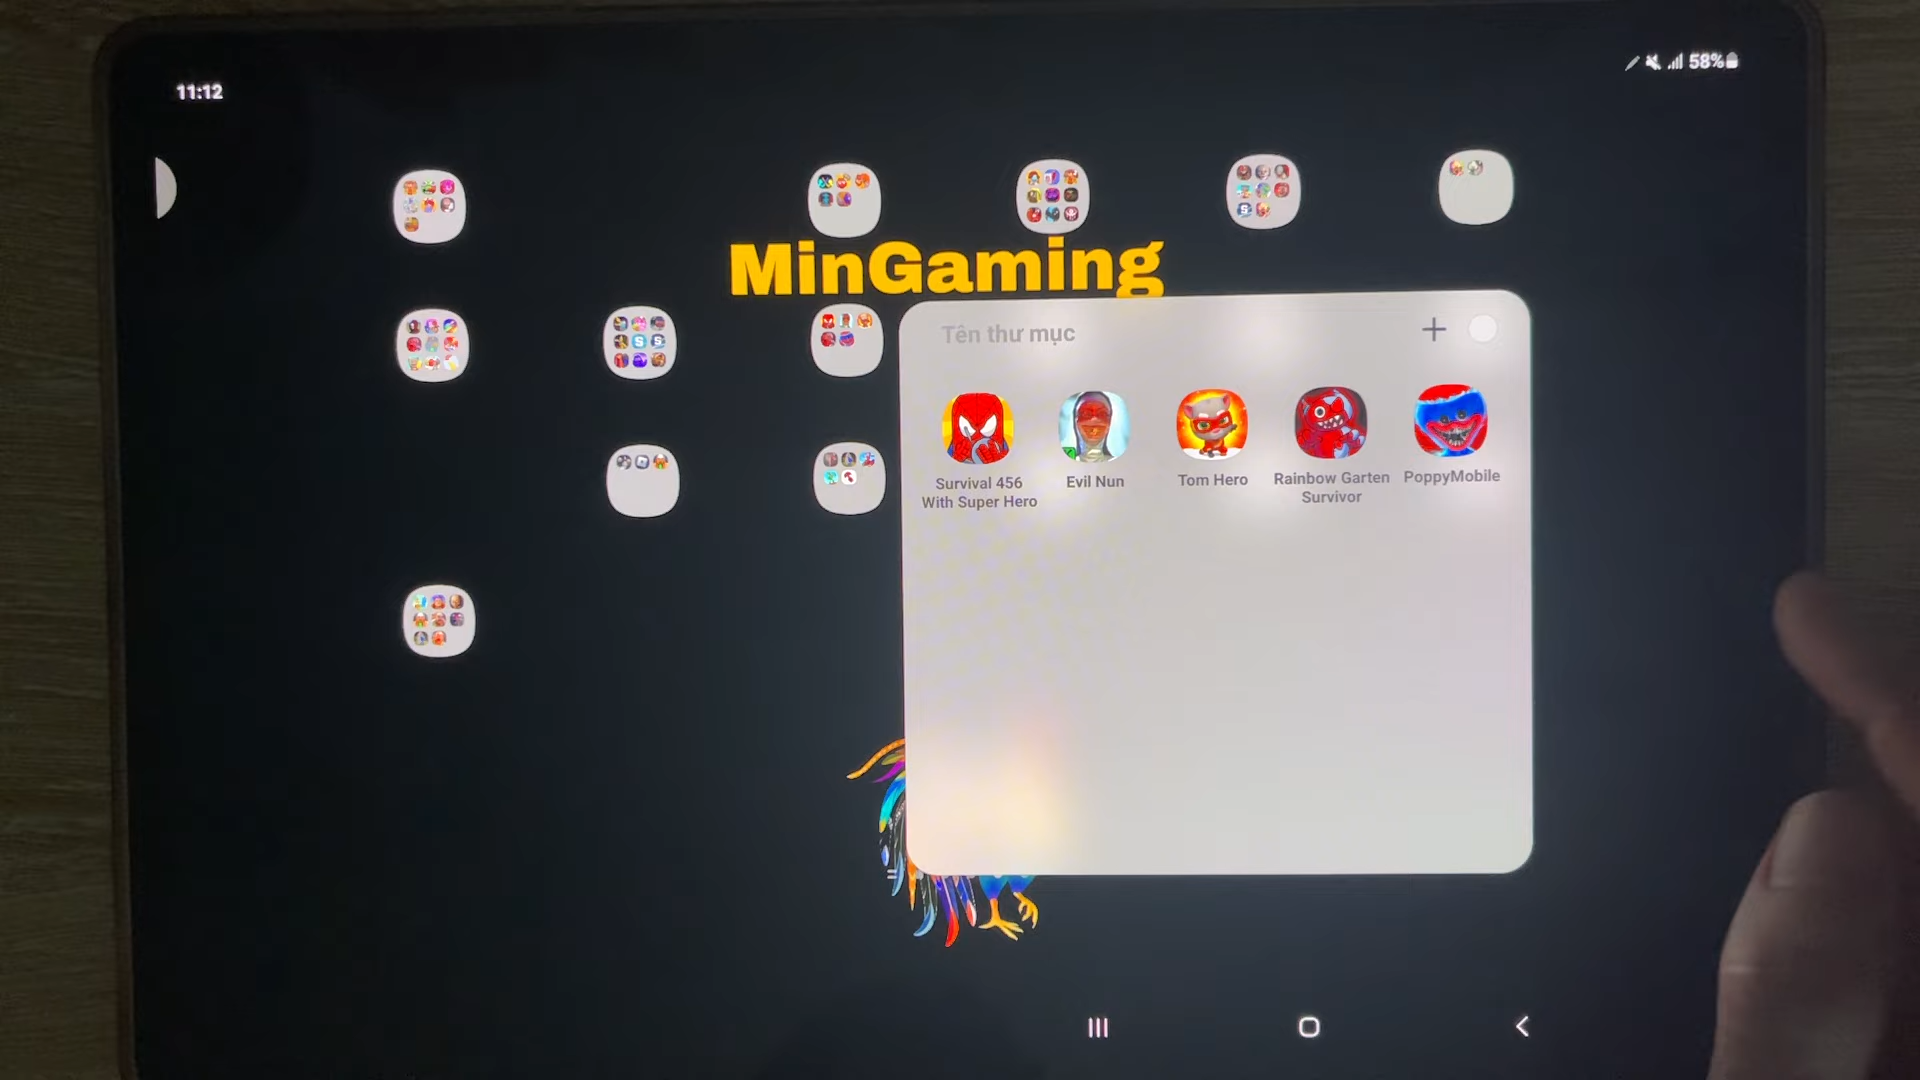 11:12
58%
MinGaming
Tên thư mục
Survival 456
With Super Hero
Evil Nun
Tom Hero
Rainbow Garten
Survivor
PoppyMobile